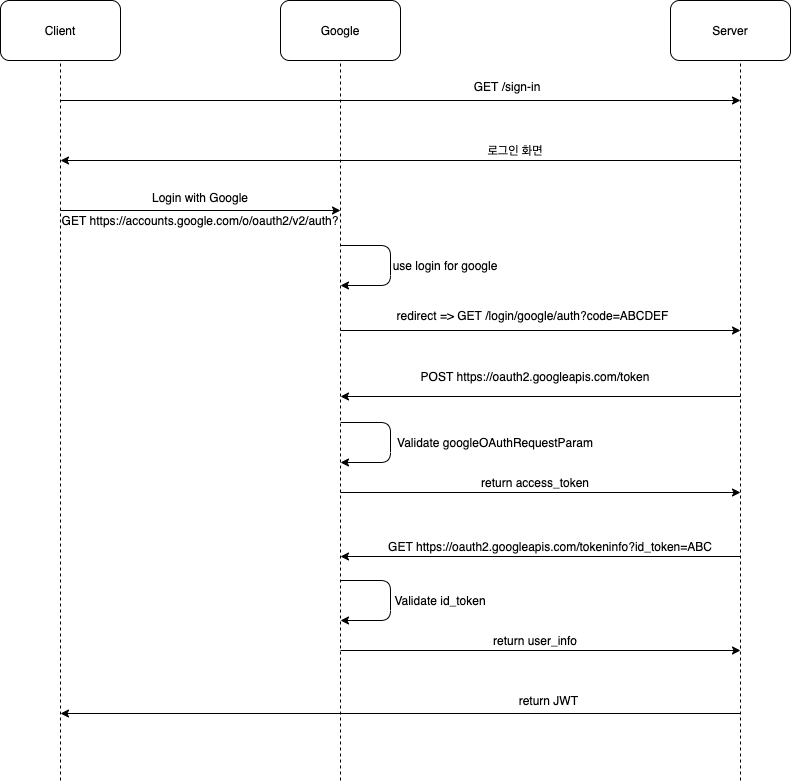 Client
Google
Server
GET /sign-in
로그인 화면
Login with Google
GET https://accounts.google.com/o/oauth2/v2/auth?
use login for google
redirect => GET /login/google/auth?code=ABCDEF
POST https://oauth2.googleapis.com/token
Validate googleOAuthRequestParam
return access_token
GET https://oauth2.googleapis.com/tokeninfo?id_token=ABC
Validate id_token
return user_info
return JWT